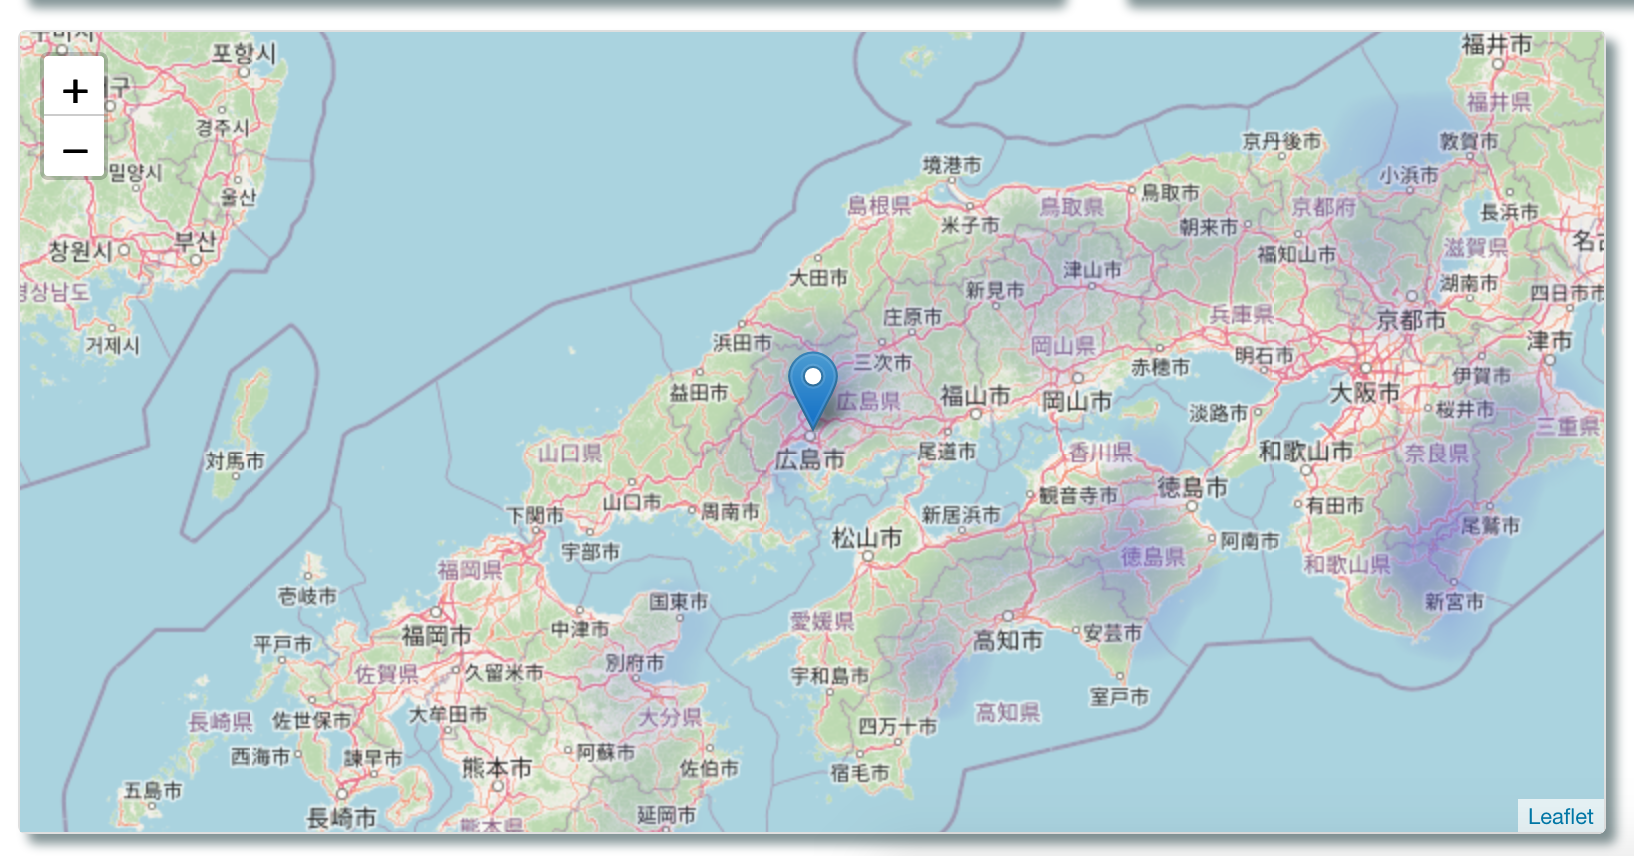 포항시
福井市
+
福井県
경주시
京丹後市
敦賀市
−
밀양시
境港市
小浜市
울산
島根県
鳥取県
鳥取市
京都府
長浜市
米子市
朝来市
창원시
부산
福知山市
滋賀県
大田市
津山市
新見市
湖南市
四日市市
庄原市
兵庫県
京都市
거제시
浜田市
三次市
岡山県
明石市
津市
赤穂市
伊賀市
益田市
広島県
福山市
岡山市
淡路市
大阪市
桜井市
三重県
山口県
広島市
尾道市
香川県
和歌山市
奈良県
対馬市
山口市
周南市
観音寺市
徳島市
有田市
下関市
新居浜市
尾鷲市
宇部市
松山市
徳島県
阿南市
和歌山県
福岡県
壱岐市
国東市
新宮市
平戸市
福岡市
中津市
愛媛県
高知市
安芸市
佐賀県
久留米市
別府市
宇和島市
室戸市
長崎県
佐世保市
大牟田市
大分県
四万十市
高知県
西海市
諫早市
熊本市
阿蘇市
佐伯市
宿毛市
五島市
長崎市
延岡市
熊本県
Leaflet